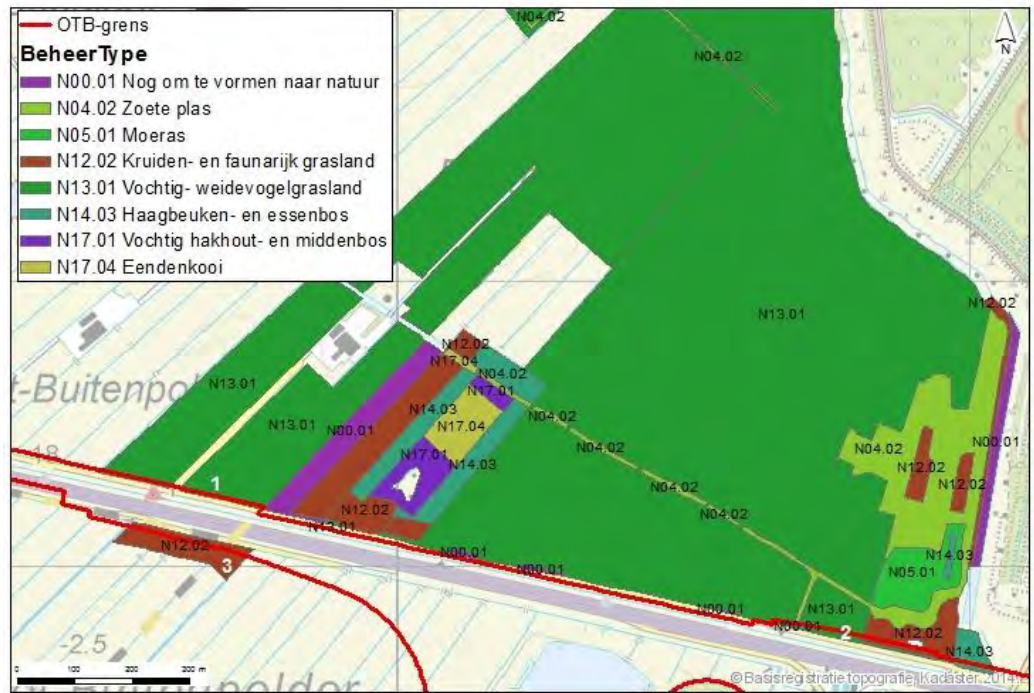 OTB-grens
BeheerType
N00.01 Nog om te vormen naar natuur
N04.02 Zoete plas
N05.01 Moeras
N12.02 Kruiden- en faunarijk grasland
N13.01 Vochtig- weidevogelgrasland
N14.03 Haagbeuken- en essenbos
N17.01 Vochtig hakhout- en middenbos
N17.04 Eendenkooi
N04.02
N04.02
N
N12.02
N13.01
N12.02
N17.04
N04.02
N13.01
t-Buitenpol
N17.01
N14.03
N04.02
N13.01
N00.01
N17.04
N04.02
N04.02
N00.01
-18
N17.01
N14.03
N12.02
N12.02
N04.02
1
N12.02
N04.02
N13.01
N12.02
N00.01
N14.03
3
N00.01
N05.01
N00.01
N13.01
N00.01
2
N12.02
-2.5
N14.03
0 100 200 300 m
©Basisregistratie topografie, Kadaster 2014